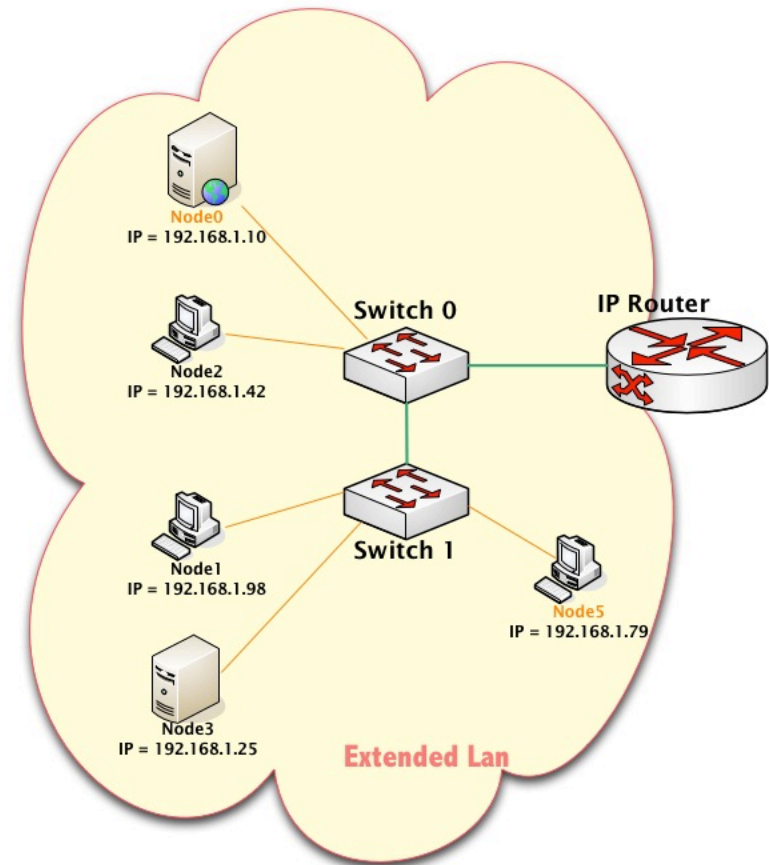 Node0
IP = 192.168.1.10
Switch 0
IP Router
Node2
IP = 192.168.1.42
Node1
IP = 192.168.1.98
Switch 1
Node5
IP = 192.168.1.79
Node3
IP = 192.168.1.25
Extended Lan